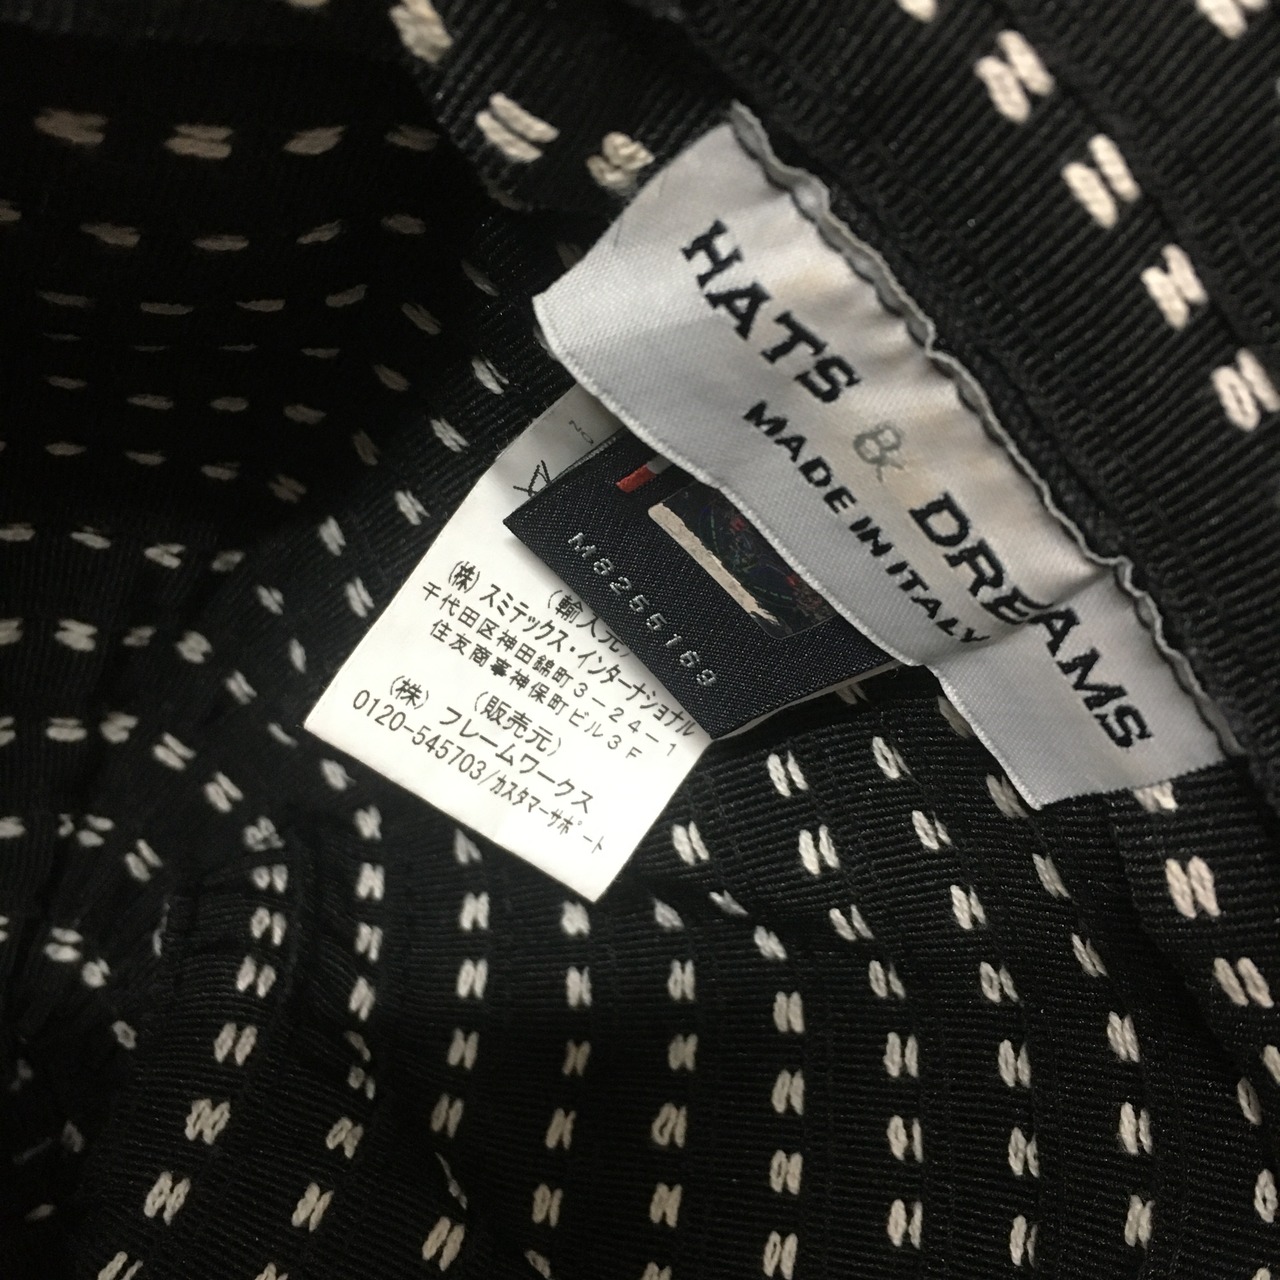 HATS & DREAMS
MADE IN ITALY
NO
M8255169
(輸入元)
(株)スミテックス・インターナショナル
千代田区神田錦町3-24-1
住友商事神保町ビル3F
(販売元)
(株) フレームワークス
0120-545703/カスタマーサポート